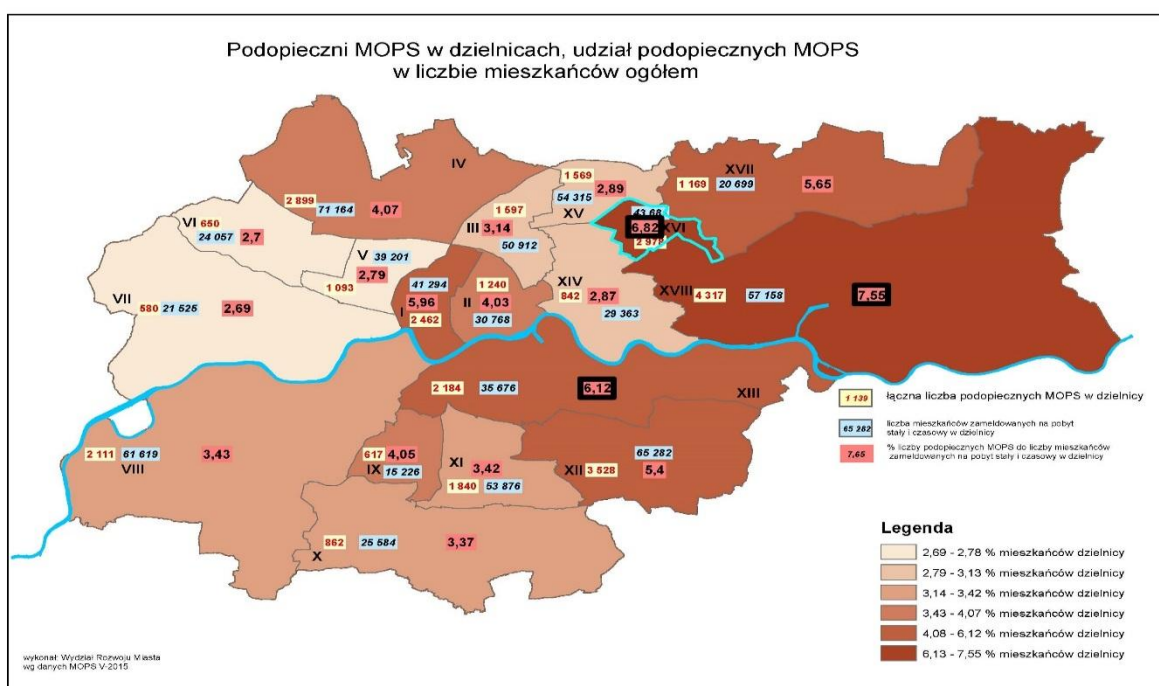 Podopieczni MOPS w dzielnicach, udział podopiecznych MOPS
w liczbie mieszkańców ogółem
IV
2 899
71 164
4,07
VI 650
24 057
2,7
V 39 201
2,79
1 093
VII
580 21 525
2,69
III
1 597
3,14
50 912
1 569
2,89
54 315
XV
XVII
1 169
20 699
5,65
6,82
XVI
41 294
5,96
I
2 462
II
1 240
4,03
30 768
XIV
842
2,87
29 363
XVIII
4 317
57 158
7,55
2 184
35 676
6,12
XIII
2 111 61 619
VIII
3,43
617 4,05
IX
15 226
XI
3,42
1 840 53 876
65 282
XII 3 528
5,4
862
25 584
3,37
X
1 139 łączna liczba podopiecznych MOPS w dzielnicy
65 282 liczba mieszkańców zameldowanych na pobyt
stały i czasowy w dzielnicy
7,65 % liczby podopiecznych MOPS do liczby mieszkańców
zameldowanych na pobyt stały i czasowy w dzielnicy
Legenda
2,69 - 2,78 % mieszkańców dzielnicy
2,79 - 3,13 % mieszkańców dzielnicy
3,14 - 3,42 % mieszkańców dzielnicy
3,43 - 4,07 % mieszkańców dzielnicy
4,08 - 6,12 % mieszkańców dzielnicy
6,13 - 7,55 % mieszkańców dzielnicy
wykonał: Wydział Rozwoju Miasta
wg danych MOPS V-2015